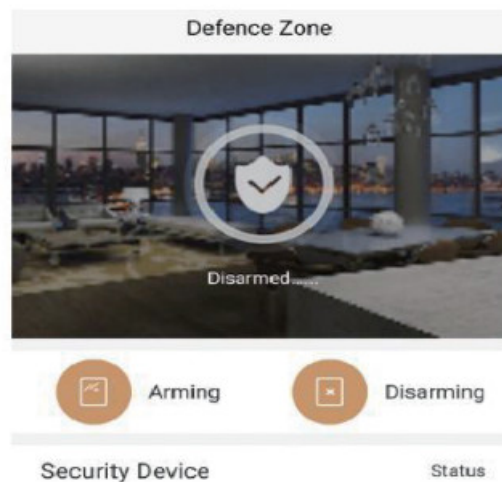 Defence Zone
Disarmed......
Arming Disarming
Security Device Status